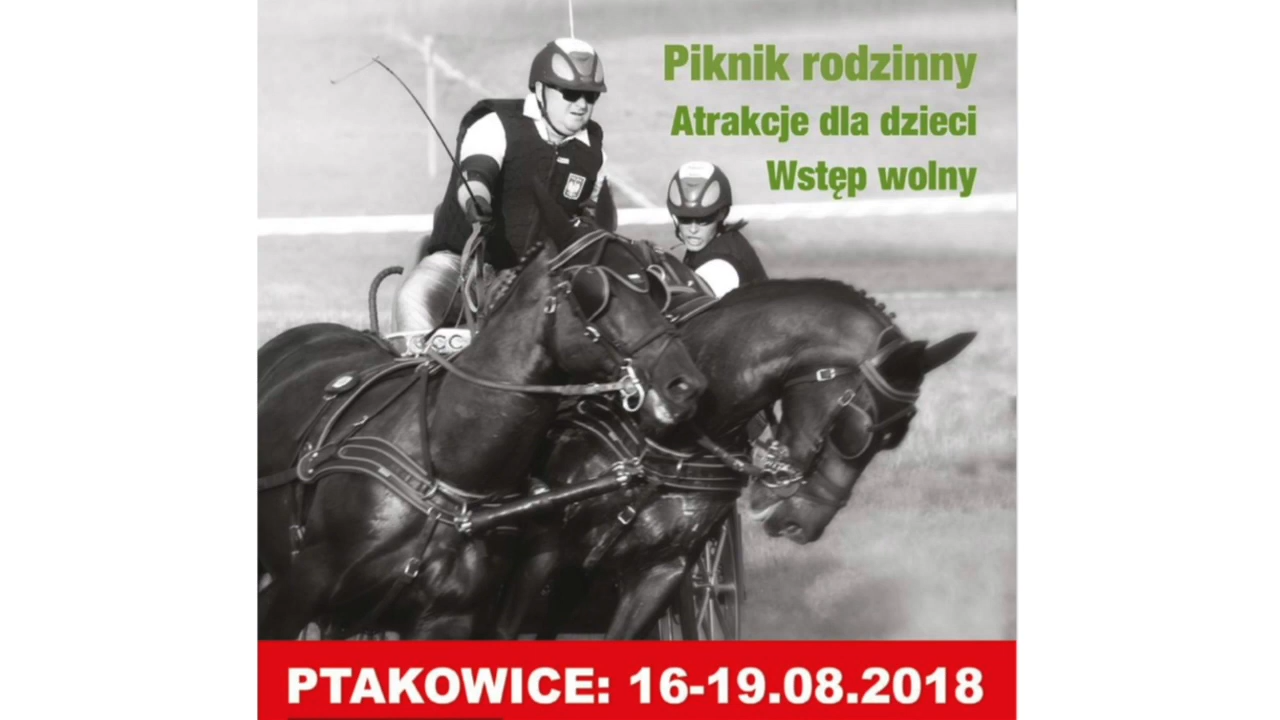 Piknik rodzinny
Atrakcje dla dzieci
Wstęp wolny
PTAKOWICE: 16-19.08.2018